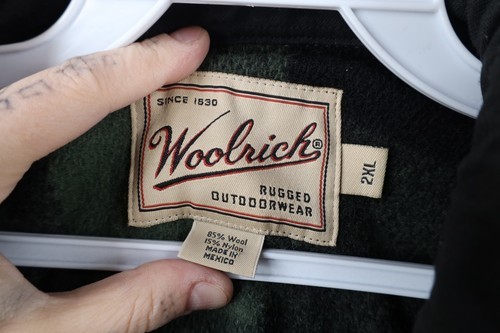 SINCE 1830
Woolrich®
RUGGED
OUTDOORWEAR
2XL
85% Wool
15% Nylon
MADE IN
MEXICO